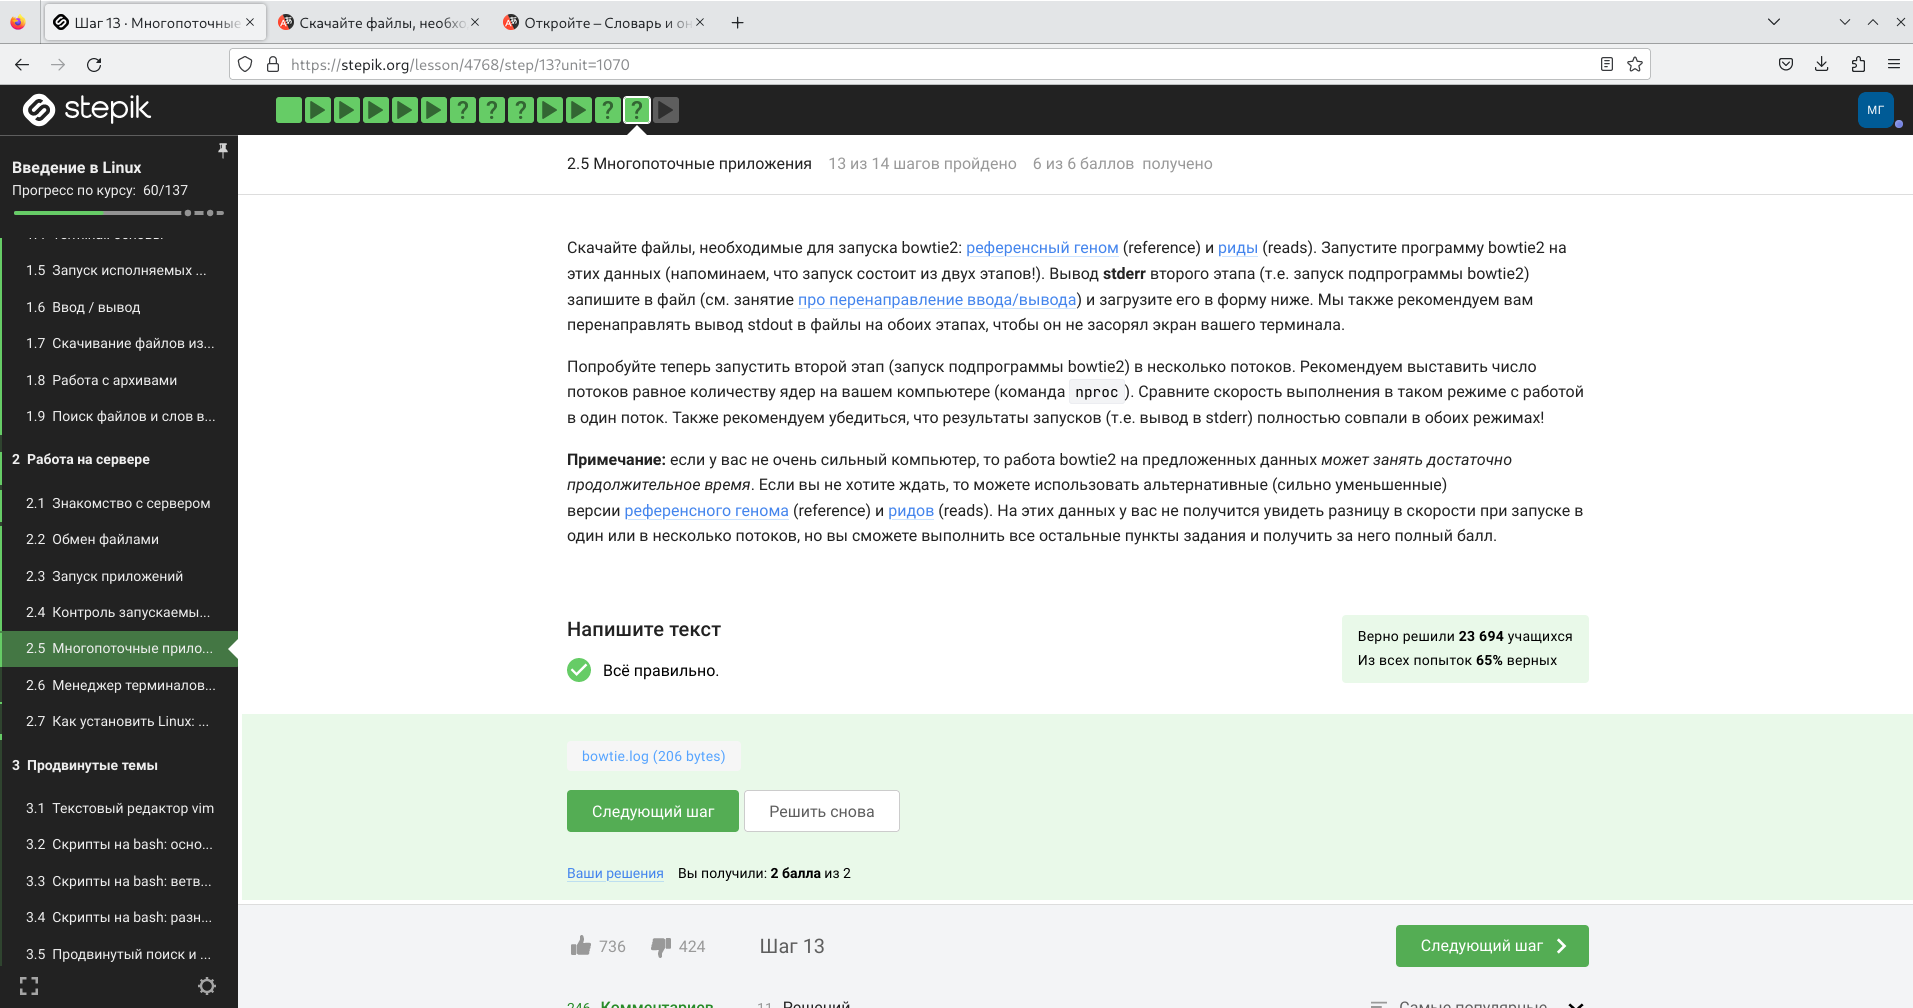 Шаг 13 · Многопоточные
Скачайте файлы, необхо
Откройте – Словарь и он
https://stepik.org/lesson/4768/step/13?unit=1070
stepik
МГ
Введение в Linux
Прогресс по курсу: 60/137
1.5 Запуск исполняемых ...
1.6 Ввод / вывод
1.7 Скачивание файлов из...
1.8 Работа с архивами
1.9 Поиск файлов и слов в...
2 Работа на сервере
2.1 Знакомство с сервером
2.2 Обмен файлами
2.3 Запуск приложений
2.4 Контроль запускаемы...
2.5 Многопоточные прило...
2.6 Менеджер терминалов...
2.7 Как установить Linux: ...
3 Продвинутые темы
3.1 Текстовый редактор vim
3.2 Скрипты на bash: осно...
3.3 Скрипты на bash: ветв...
3.4 Скрипты на bash: разн...
3.5 Продвинутый поиск и ...
2.5 Многопоточные приложения 13 из 14 шагов пройдено 6 из 6 баллов получено
Скачайте файлы, необходимые для запуска bowtie2: референсный геном (reference) и риды (reads). Запустите программу bowtie2 на
этих данных (напоминаем, что запуск состоит из двух этапов!). Вывод stderr второго этапа (т.е. запуск подпрограммы bowtie2)
запишите в файл (см. занятие про перенаправление ввода/вывода) и загрузите его в форму ниже. Мы также рекомендуем вам
перенаправлять вывод stdout в файлы на обоих этапах, чтобы он не засорял экран вашего терминала.
Попробуйте теперь запустить второй этап (запуск подпрограммы bowtie2) в несколько потоков. Рекомендуем выставить число
потоков равное количеству ядер на вашем компьютере (команда nproc ). Сравните скорость выполнения в таком режиме с работой
в один поток. Также рекомендуем убедиться, что результаты запусков (т.е. вывод в stderr) полностью совпали в обоих режимах!
Примечание: если у вас не очень сильный компьютер, то работа bowtie2 на предложенных данных может занять достаточно
продолжительное время. Если вы не хотите ждать, то можете использовать альтернативные (сильно уменьшенные)
версии референсного генома (reference) и ридов (reads). На этих данных у вас не получится увидеть разницу в скорости при запуске в
один или в несколько потоков, но вы сможете выполнить все остальные пункты задания и получить за него полный балл.
Напишите текст
Всё правильно.
Верно решили 23 694 учащихся
Из всех попыток 65% верных
bowtie.log (206 bytes)
Следующий шаг
Решить снова
Ваши решения Вы получили: 2 балла из 2
736 424 Шаг 13
Следующий шаг
246 Комментариев 11 Решений
Самые популярные